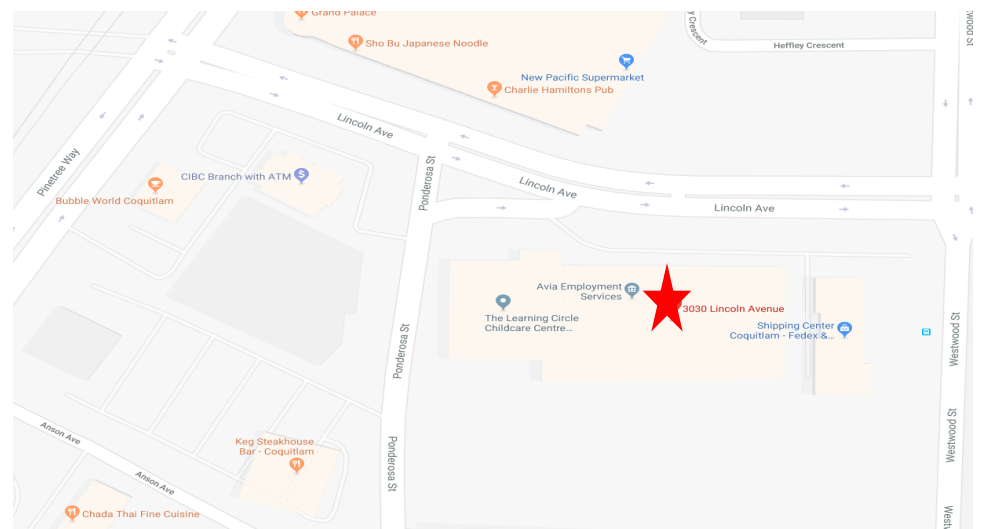 Grand Palace
Sho Bu Japanese Noodle
New Pacific Supermarket
Charlie Hamiltons Pub
Crescent
Heffley Crescent
Lincoln Ave
Pinetree Way
CIBC Branch with ATM
Bubble World Coquitlam
Ponderosa St
Lincoln Ave
Lincoln Ave
Avia Employment
Services
The Learning Circle
Childcare Centre...
3030 Lincoln Avenue
Shipping Center
Coquitlam - Fedex &...
Westwood St
Ponderosa St
Westwood St
Anson Ave
Keg Steakhouse
Bar - Coquitlam
Ponderosa St
Anson Ave
Chada Thai Fine Cuisine